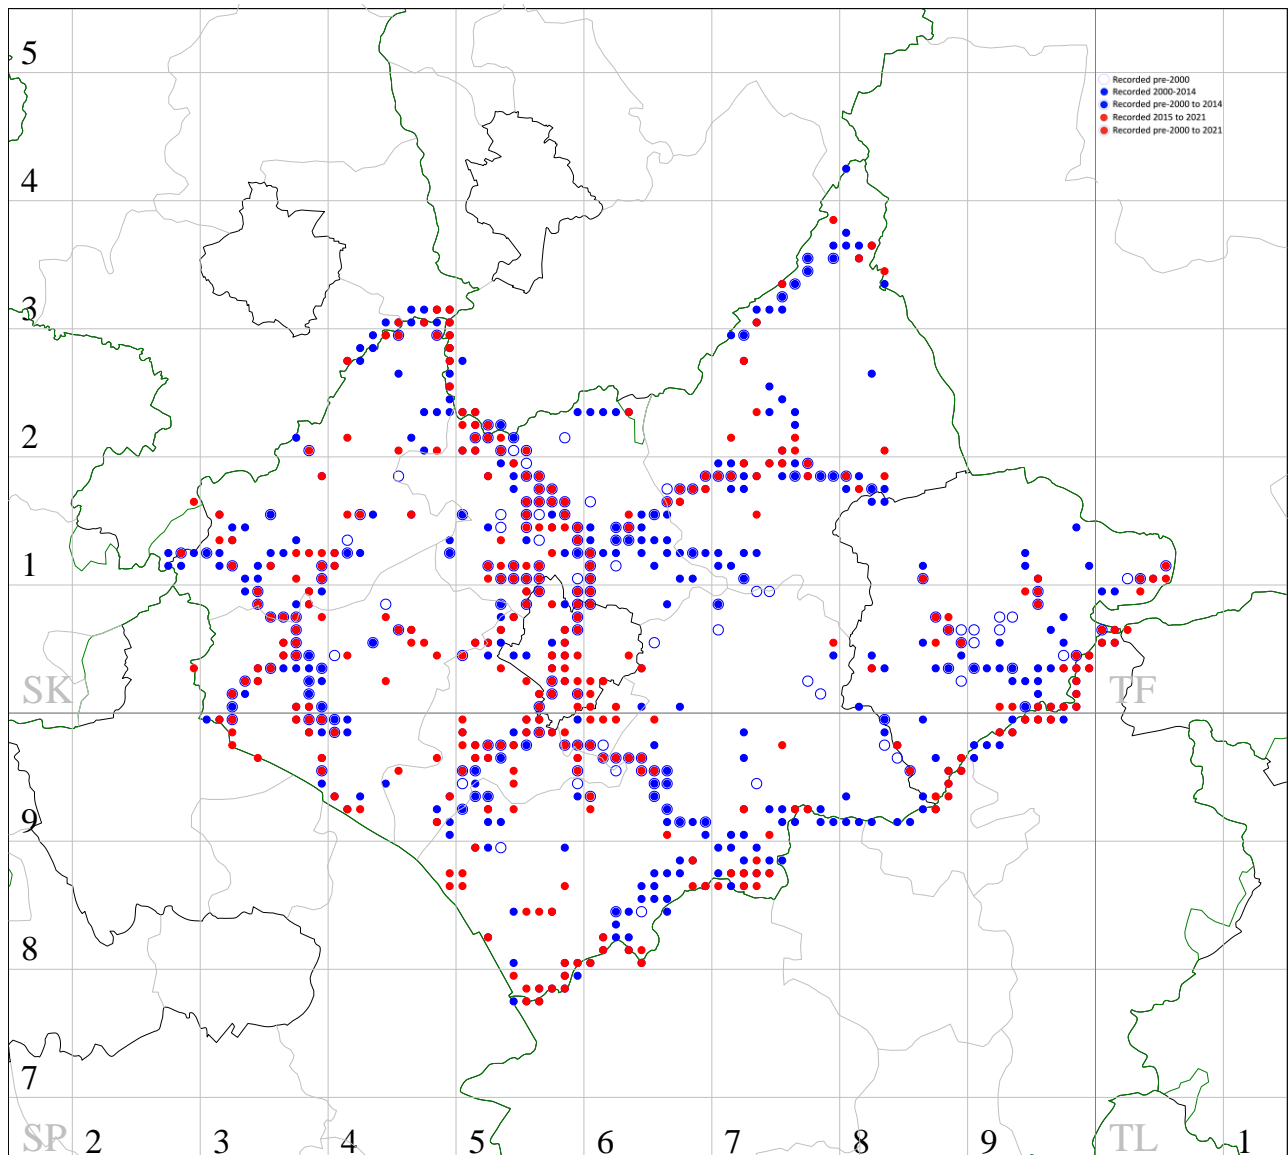 5
Recorded pre-2000
Recorded 2000-2014
Recorded pre-2000 to 2014
Recorded 2015 to 2021
Recorded pre-2000 to 2021
4
3
2
1
SK
TF
9
8
7
SP 2 3 4 5 6 7 8 9 TL 1